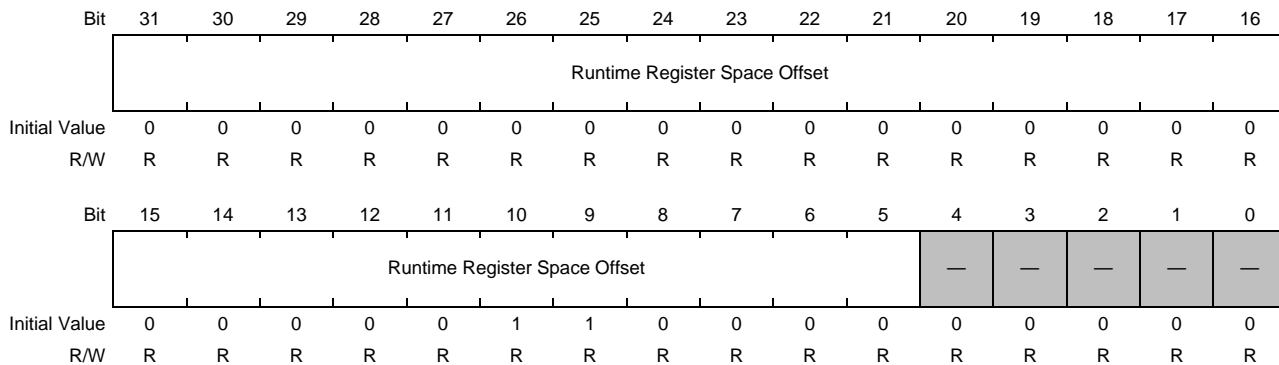 Bit 31 30 29 28 27 26 25 24 23 22 21 20 19 18 17 16
Runtime Register Space Offset
Initial Value 0 0 0 0 0 0 0 0 0 0 0 0 0 0 0 0
R/W R R R R R R R R R R R R R R R R
Bit 15 14 13 12 11 10 9 8 7 6 5 4 3 2 1 0
Runtime Register Space Offset — — — — —
Initial Value 0 0 0 0 0 1 1 0 0 0 0 0 0 0 0 0
R/W R R R R R R R R R R R R R R R R